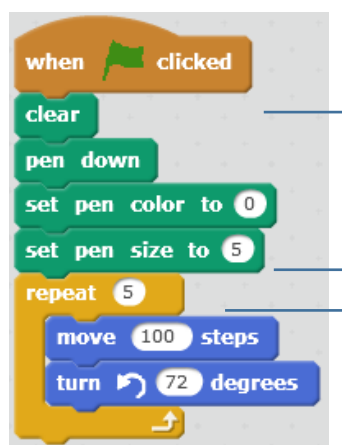 when clicked
clear
pen down
set pen color to 0
set pen size to 5
repeat 5
move 100 steps
turn 72 degrees